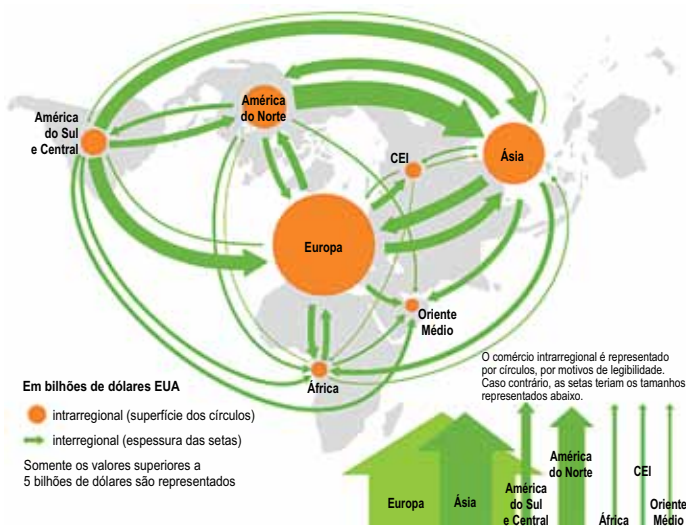 América
do Sul
e Central
América
do Norte
CEI
Ásia
Europa
Oriente
Médio
África
O comércio intrarregional é representado
por círculos, por motivos de legibilidade.
Caso contrário, as setas teriam os tamanhos
representados abaixo.
Em bilhões de dólares EUA
intrarregional (superfície dos círculos)
interregional (espessura das setas)
Somente os valores superiores a
5 bilhões de dólares são representados
Europa
Ásia
América
do Sul
e Central
América
do Norte
África
CEI
Oriente
Médio